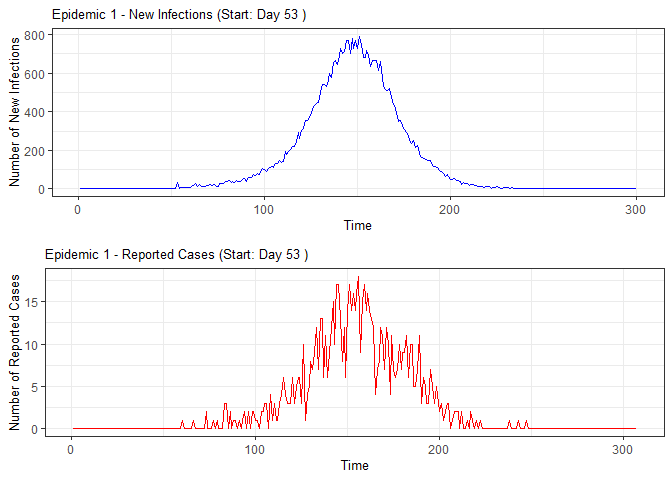 Epidemic 1 - New Infections (Start: Day 53 )
Number of New Infections
800
600
400
200
0
0 100 200 300
Time
Epidemic 1 - Reported Cases (Start: Day 53 )
Number of Reported Cases
15
10
5
0
0 100 200 300
Time